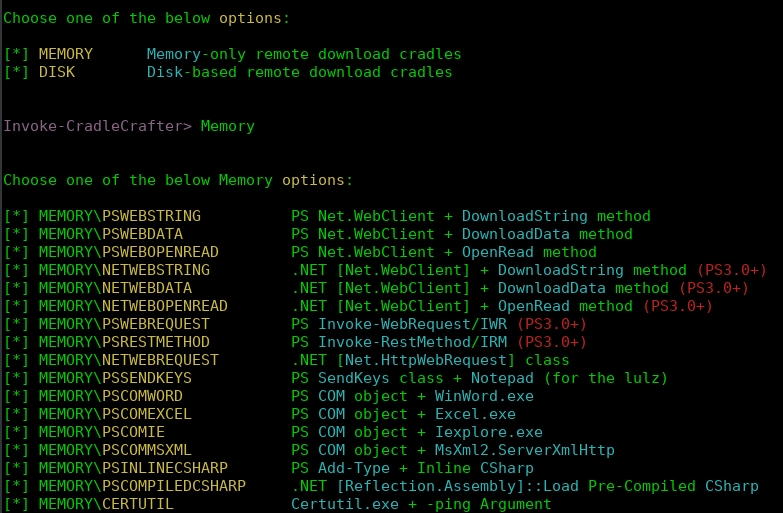 Choose one of the below options:
[*] MEMORY Memory-only remote download cradles
[*] DISK Disk-based remote download cradles
Invoke-CradleCrafter> Memory
Choose one of the below Memory options:
[*] MEMORY\PSWEBSTRING PS Net.WebClient + DownloadString method
[*] MEMORY\PSWEBDATA PS Net.WebClient + DownloadData method
[*] MEMORY\PSWEBOPENREAD PS Net.WebClient + OpenRead method
[*] MEMORY\NETWEBSTRING .NET [Net.WebClient] + DownloadString method (PS3.0+)
[*] MEMORY\NETWEBDATA .NET [Net.WebClient] + DownloadData method (PS3.0+)
[*] MEMORY\NETWEBOPENREAD .NET [Net.WebClient] + OpenRead method (PS3.0+)
[*] MEMORY\PSWEBREQUEST PS Invoke-WebRequest/IWR (PS3.0+)
[*] MEMORY\PSRESTMETHOD PS Invoke-RestMethod/IRM (PS3.0+)
[*] MEMORY\NETWEBREQUEST .NET [Net.HttpWebRequest] class
[*] MEMORY\PSSENDKEYS PS SendKeys class + Notepad (for the lulz)
[*] MEMORY\PSCOMWORD PS COM object + WinWord.exe
[*] MEMORY\PSCOMEXCEL PS COM object + Excel.exe
[*] MEMORY\PSCOMIE PS COM object + Iexplore.exe
[*] MEMORY\PSCOMMSXML PS COM object + MsXml2.ServerXmlHttp
[*] MEMORY\PSINLINECSHARP PS Add-Type + Inline CSharp
[*] MEMORY\PSCOMPILEDCSHARP .NET [Reflection.Assembly]::Load Pre-Compiled CSharp
[*] MEMORY\CERTUTIL Certutil.exe + -ping Argument